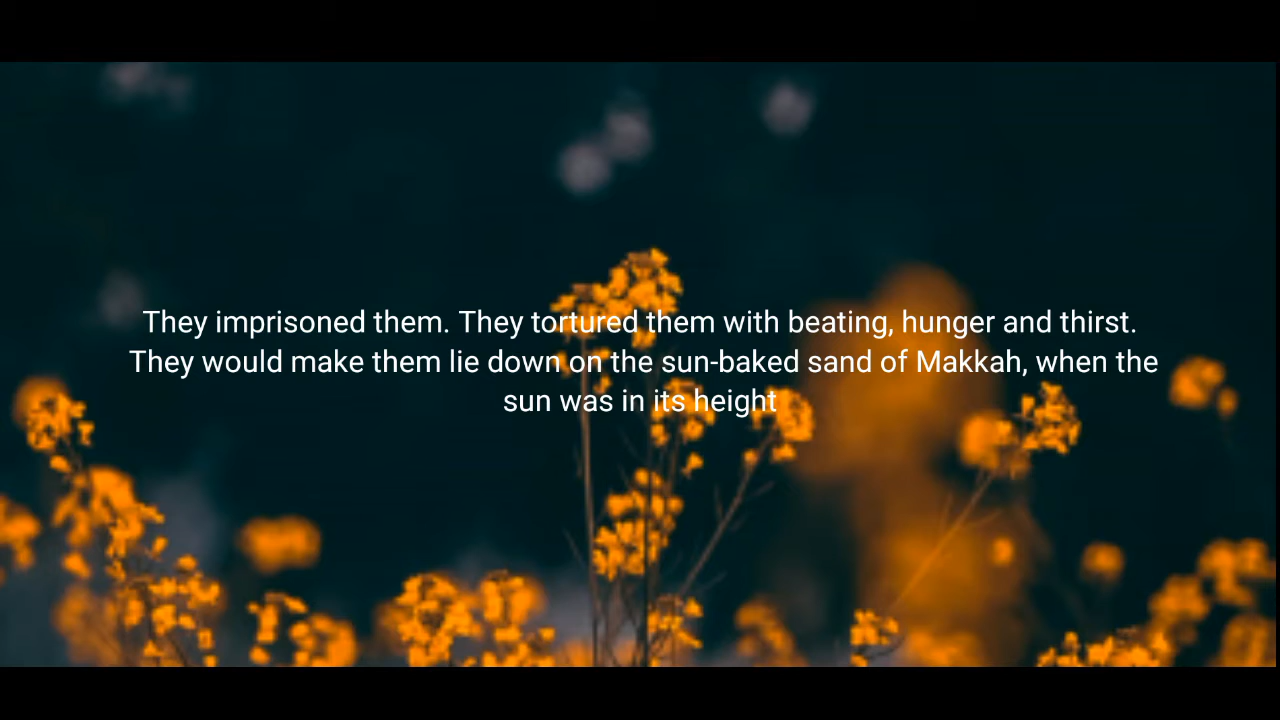 They imprisoned them. They tortured them with beating, hunger and thirst.
They would make them lie down on the sun-baked sand of Makkah, when the
sun was in its height